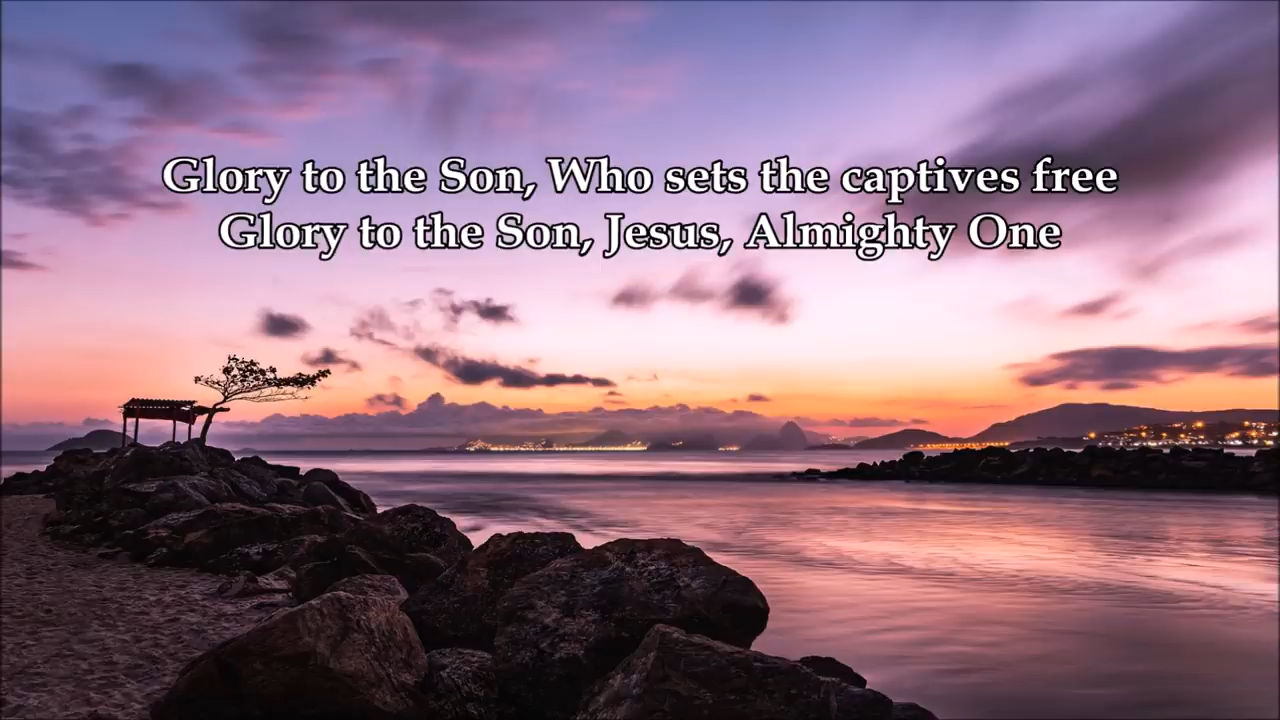 Glory to the Son, Who sets the captives free
Glory to the Son, Jesus, Almighty One